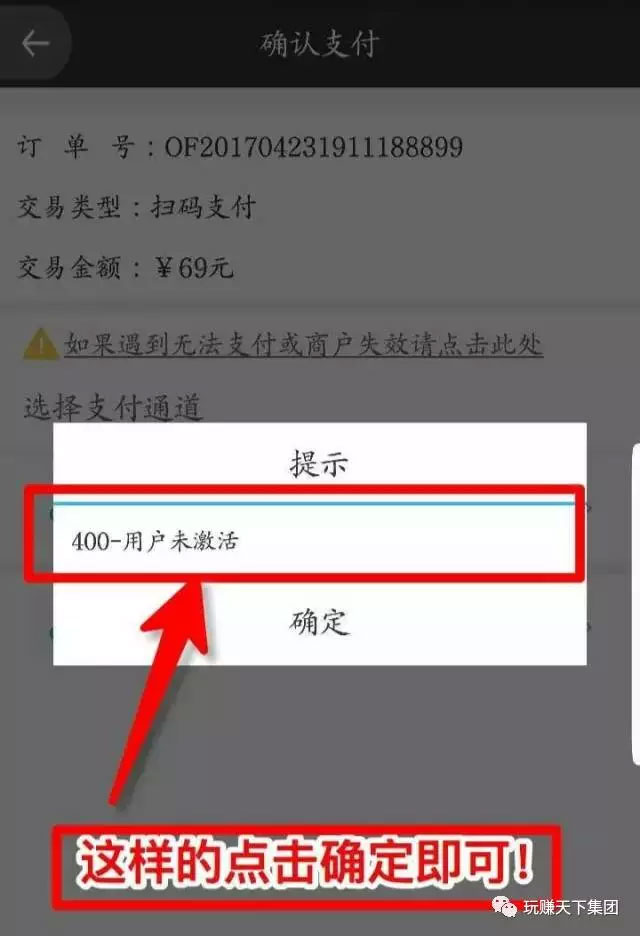 确认支付
订 单 号：OF201704231911188899
交易类型：扫码支付
交易金额：￥69元
如果遇到无法支付或商户失效请点击此处
选择支付通道
提示
400-用户未激活
确定
这样的点击确定即可!
玩赚天下集团